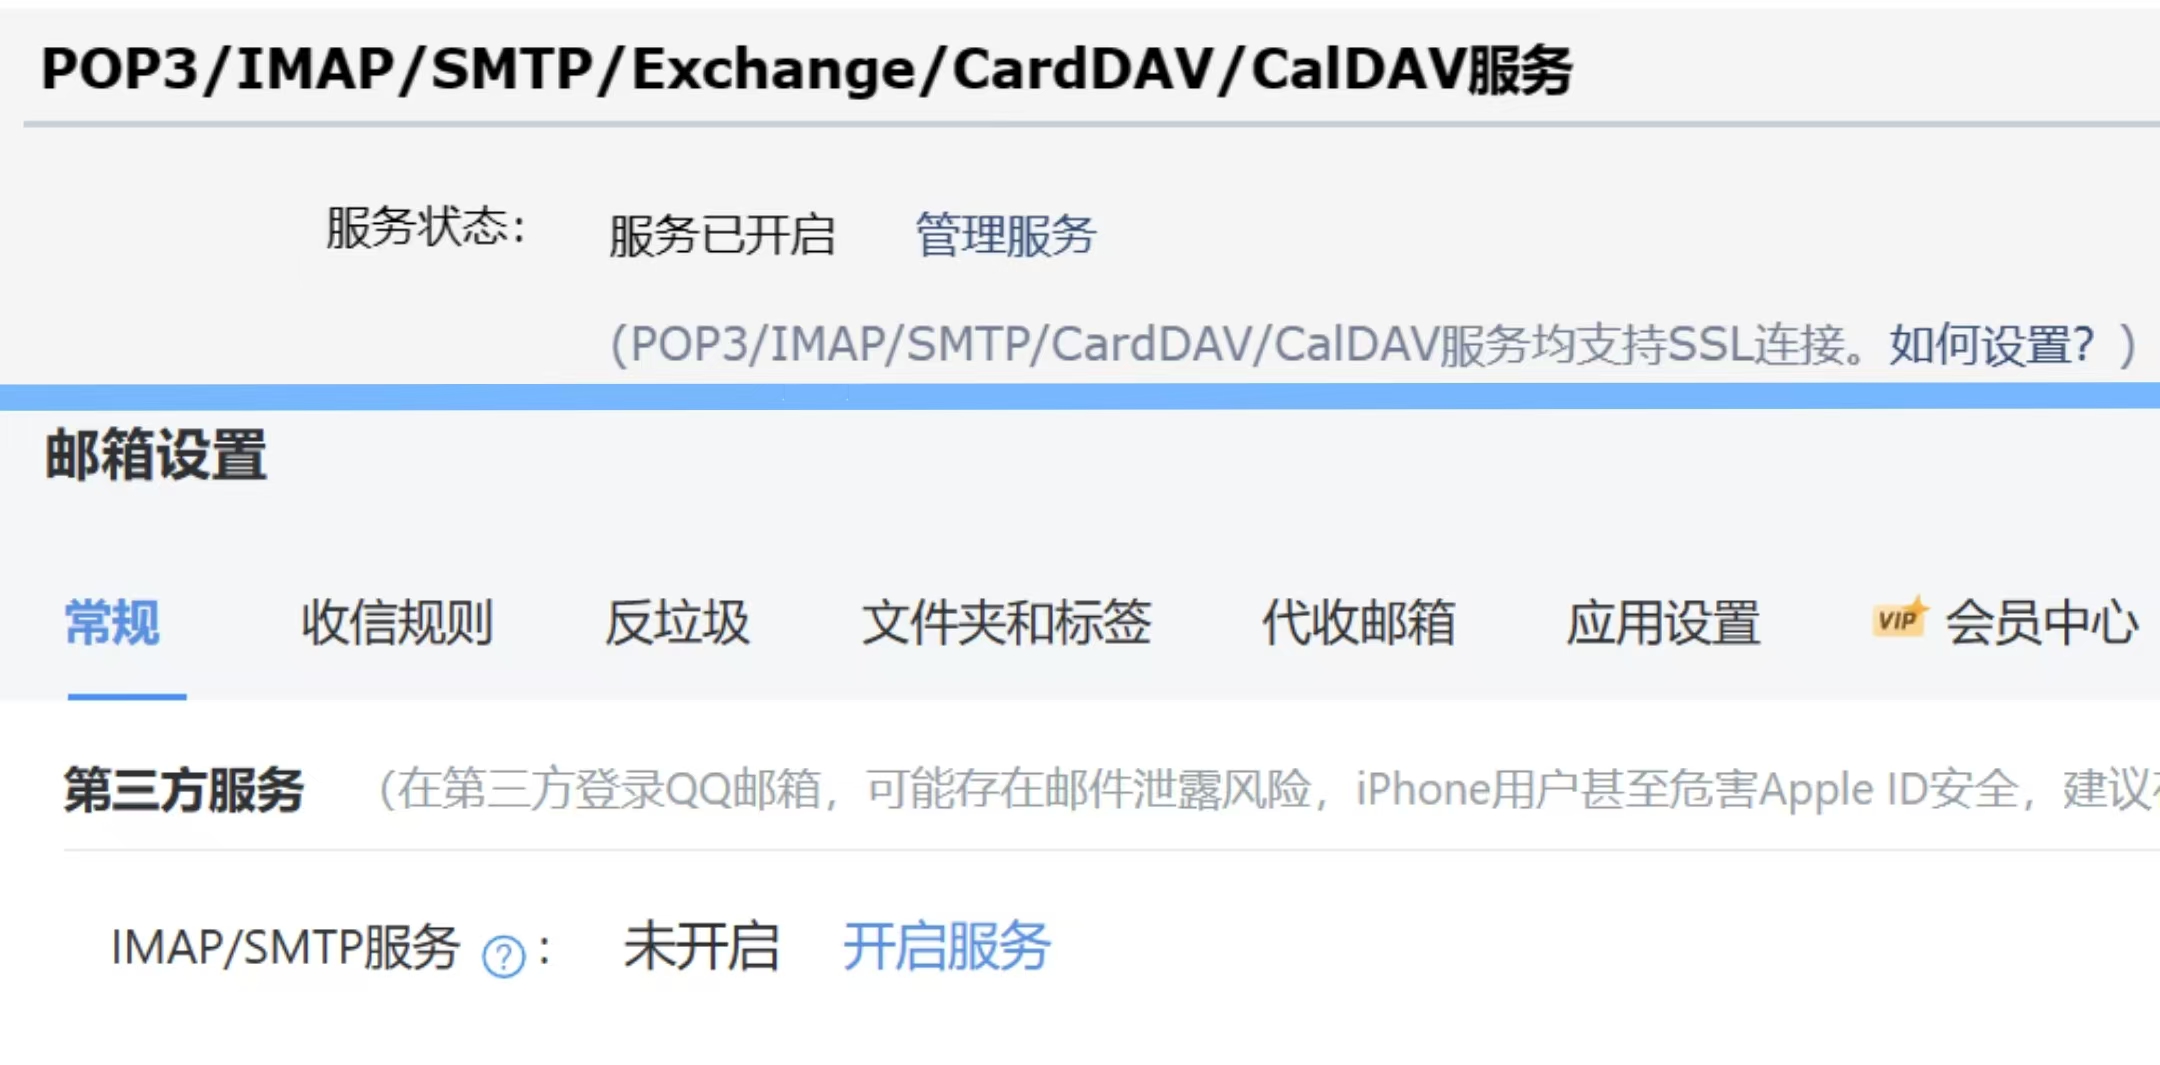 POP3/IMAP/SMTP/Exchange/CardDAV/CalDAV服务
服务状态： 服务已开启 管理服务
(POP3/IMAP/SMTP/CardDAV/CalDAV服务均支持SSL连接。如何设置？)
邮箱设置
常规 收信规则 反垃圾 文件夹和标签 代收邮箱 应用设置 VIP 会员中心
第三方服务 （在第三方登录QQ邮箱，可能存在邮件泄露风险，iPhone用户甚至危害Apple ID安全，建议
IMAP/SMTP服务 ? ： 未开启 开启服务